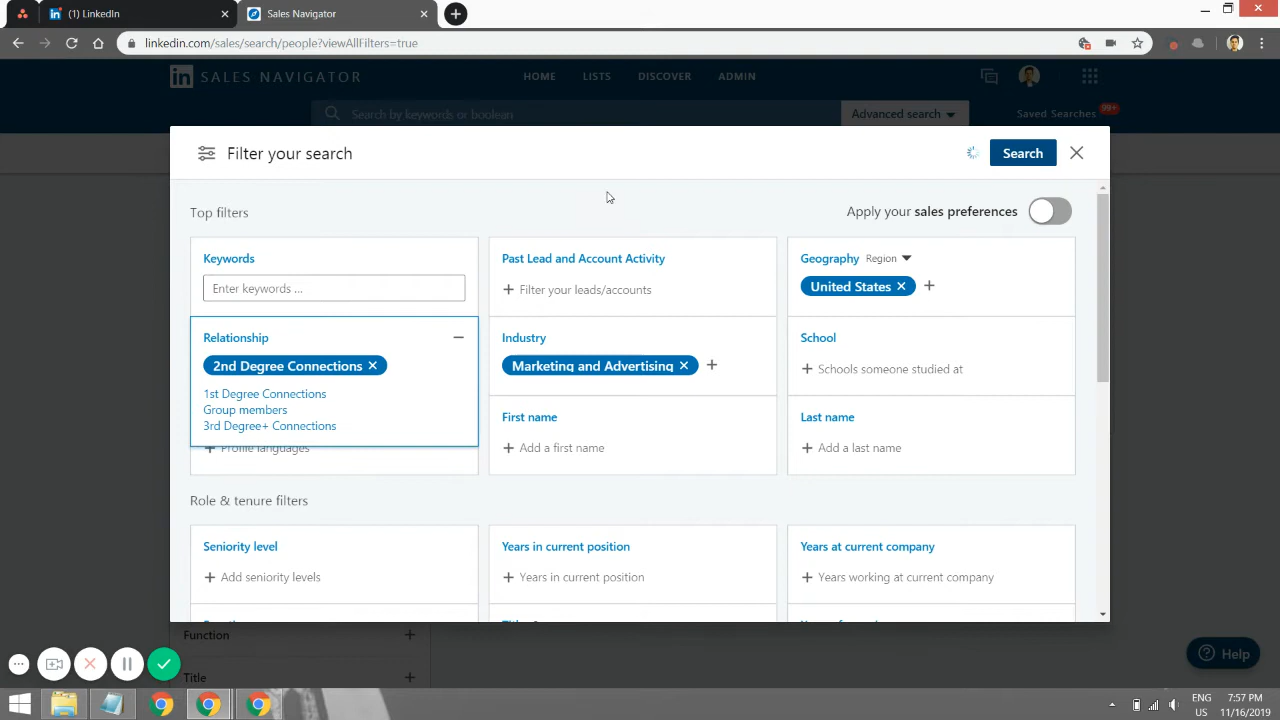 (1) LinkedIn
Sales Navigator
linkedin.com/sales/search/people?viewAllFilters=true
in SALES NAVIGATOR
HOME
LISTS
DISCOVER
ADMIN
Search by keywords or boolean
Advanced search
Saved Searches
99+
Filter your search
Search
Top filters
Apply your sales preferences
Keywords
Enter keywords ...
Past Lead and Account Activity
Filter your leads/accounts
Geography Region
United States
Relationship
2nd Degree Connections
1st Degree Connections
Group members
3rd Degree+ Connections
Profile languages
Industry
Marketing and Advertising
School
Schools someone studied at
First name
Add a first name
Last name
Add a last name
Role & tenure filters
Seniority level
Add seniority levels
Years in current position
Years in current position
Years at current company
Years working at current company
Function
Title
Help
ENG
US
7:57 PM
11/16/2019